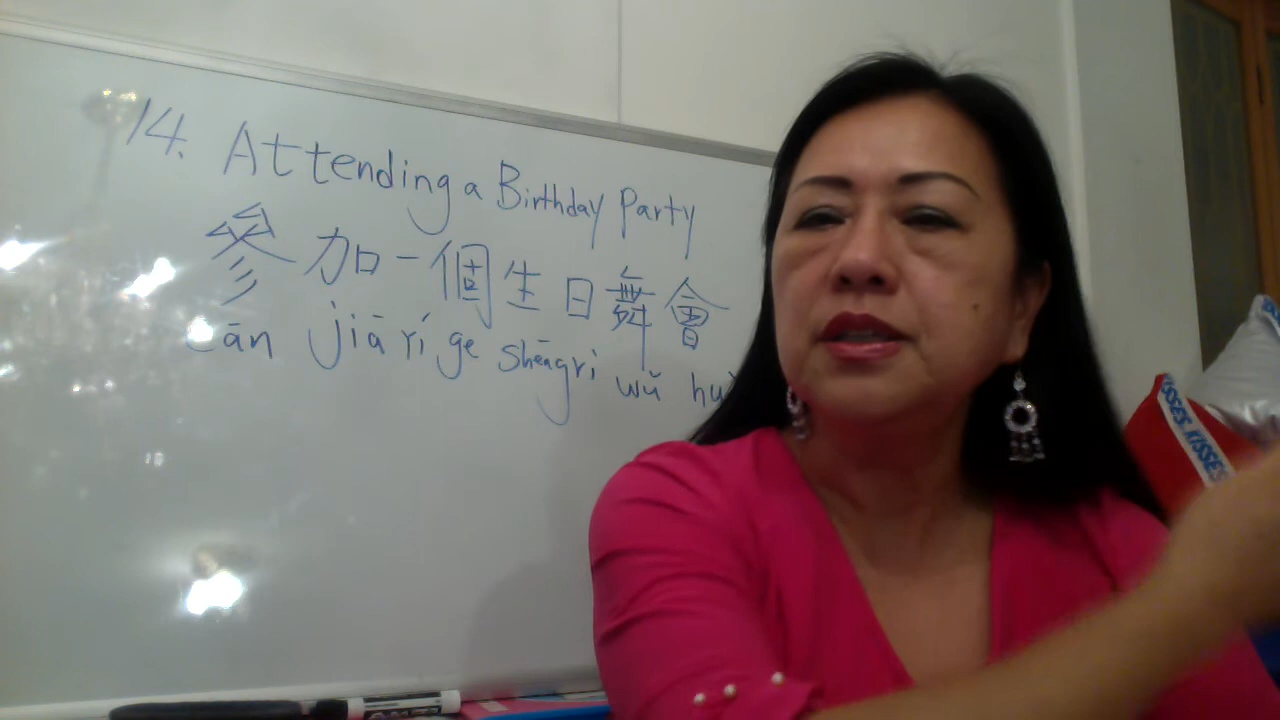 14. Attending a Birthday Party
參加一個生日舞會
cān jiā yí ge shēngrì wǔ hu
KISSES. KISSES